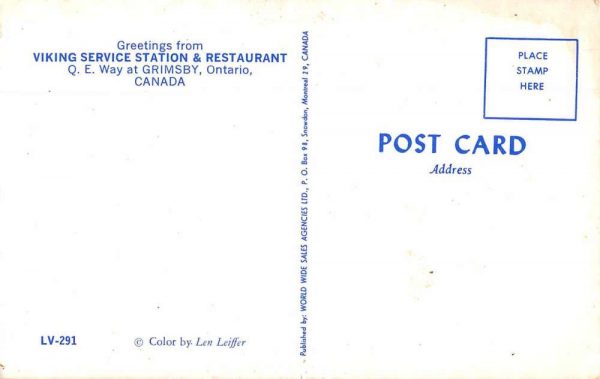 Greetings from
VIKING SERVICE STATION & RESTAURANT
Q. E. Way at GRIMSBY, Ontario,
CANADA
LV-291
© Color by Len Leiffer
Published by: WORLD WIDE SALES AGENCIES LTD., P. O. Box 98, Snowdon, Montreal 29, CANADA
PLACE
STAMP
HERE
POST CARD
Address